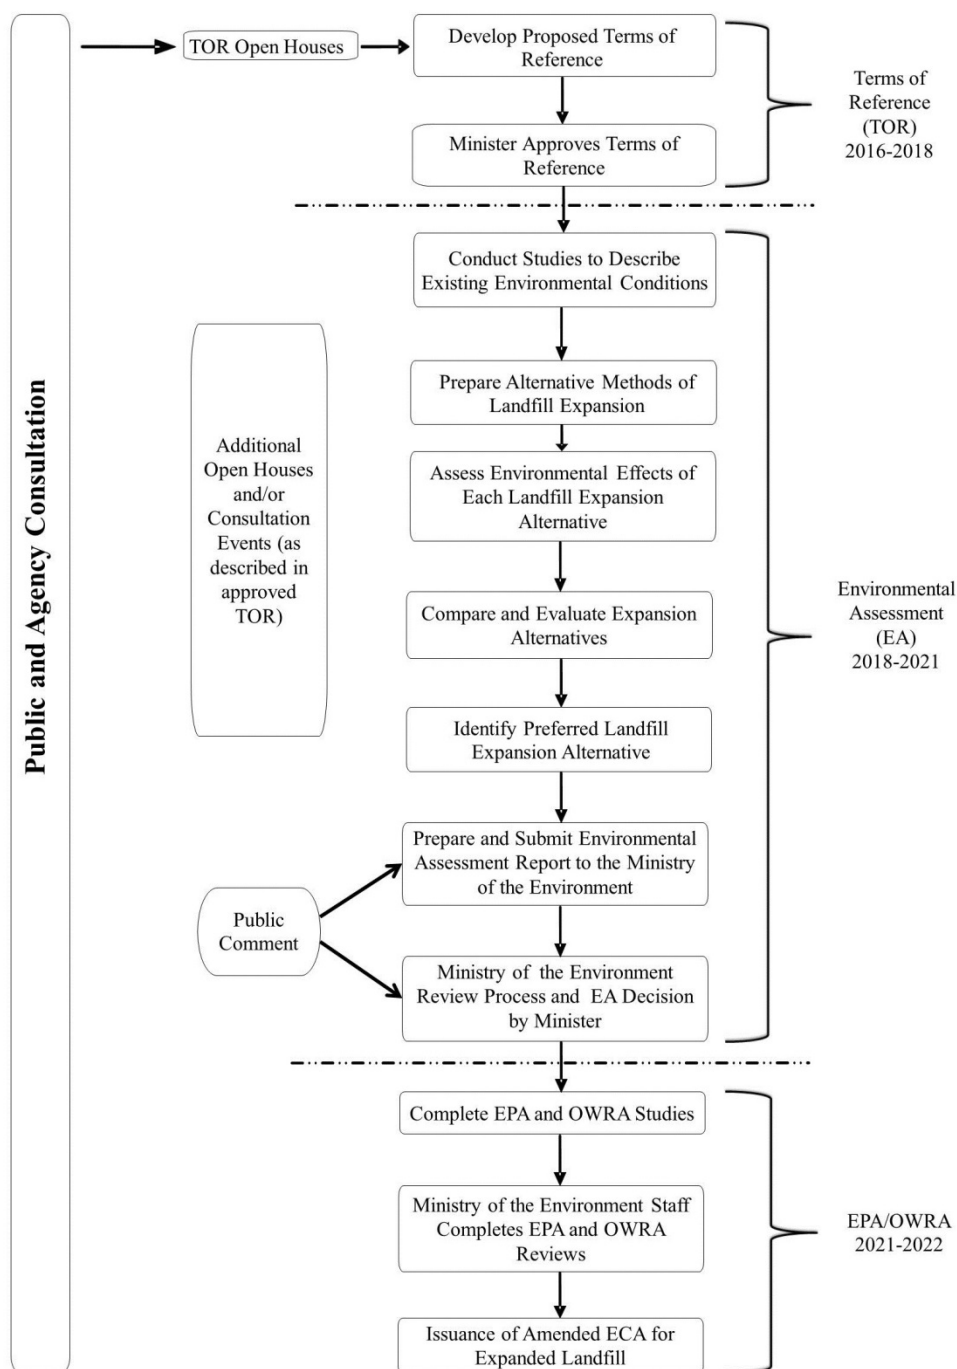 Public and Agency Consultation
TOR Open Houses
Develop Proposed Terms of
Reference
Minister Approves Terms of
Reference
Terms of
Reference
(TOR)
2016-2018
Conduct Studies to Describe
Existing Environmental Conditions
Prepare Alternative Methods of
Landfill Expansion
Additional
Open Houses
and/or
Consultation
Events (as
described in
approved
TOR)
Assess Environmental Effects of
Each Landfill Expansion
Alternative
Compare and Evaluate Expansion
Alternatives
Identify Preferred Landfill
Expansion Alternative
Environmental
Assessment
(EA)
2018-2021
Prepare and Submit Environmental
Assessment Report to the Ministry
of the Environment
Public
Comment
Ministry of the Environment
Review Process and EA Decision
by Minister
Complete EPA and OWRA Studies
Ministry of the Environment Staff
Completes EPA and OWRA
Reviews
EPA/OWRA
2021-2022
Issuance of Amended ECA for
Expanded Landfill